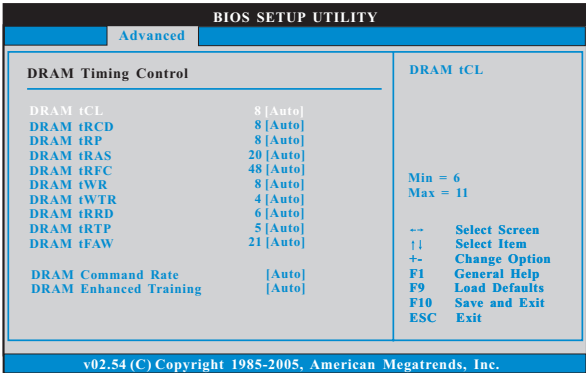 BIOS SETUP UTILITY
Advanced
DRAM Timing Control
DRAM tCL 8 [Auto]
DRAM tRCD 8 [Auto]
DRAM tRP 8 [Auto]
DRAM tRAS 20 [Auto]
DRAM tRFC 48 [Auto]
DRAM tWR 8 [Auto]
DRAM tWTR 4 [Auto]
DRAM tRRD 6 [Auto]
DRAM tRTP 5 [Auto]
DRAM tFAW 21 [Auto]
DRAM Command Rate [Auto]
DRAM Enhanced Training [Auto]
DRAM tCL
Min = 6
Max = 11
←→ Select Screen
↑↓ Select Item
+- Change Option
F1 General Help
F9 Load Defaults
F10 Save and Exit
ESC Exit
v02.54 (C) Copyright 1985-2005, American Megatrends, Inc.